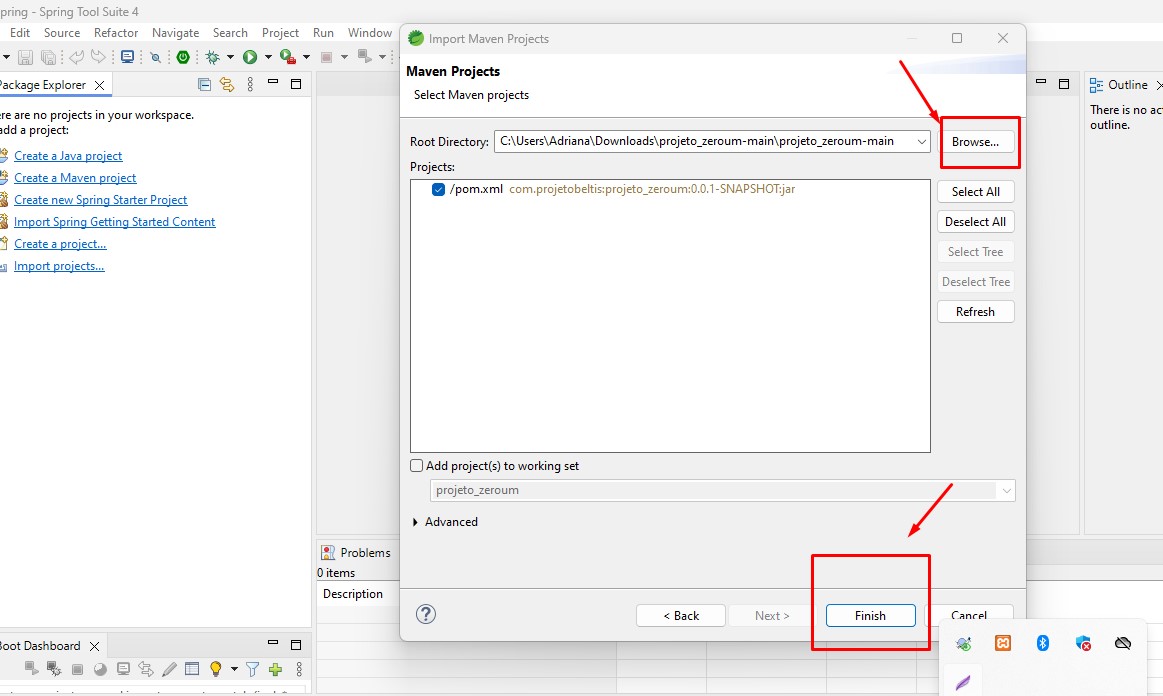 pring - Spring Tool Suite 4
Edit Source Refactor Navigate Search Project Run Window
Package Explorer
ere are no projects in your workspace.
add a project:
Create a Java project
Create a Maven project
Create new Spring Starter Project
Import Spring Getting Started Content
Create a project...
Import projects...
Import Maven Projects
Maven Projects
Select Maven projects
Root Directory: C:\Users\Adriana\Downloads\projeto_zeroum-main\projeto_zeroum-main Browse...
Projects:
/pom.xml com.projetobeltis:projeto_zeroum:0.0.1-SNAPSHOT:jar
Select All
Deselect All
Select Tree
Deselect Tree
Refresh
Add project(s) to working set
projeto_zeroum
Advanced
? < Back Next > Finish Cancel
Outline
There is no ac
outline.
Problems
0 items
Description
Boot Dashboard